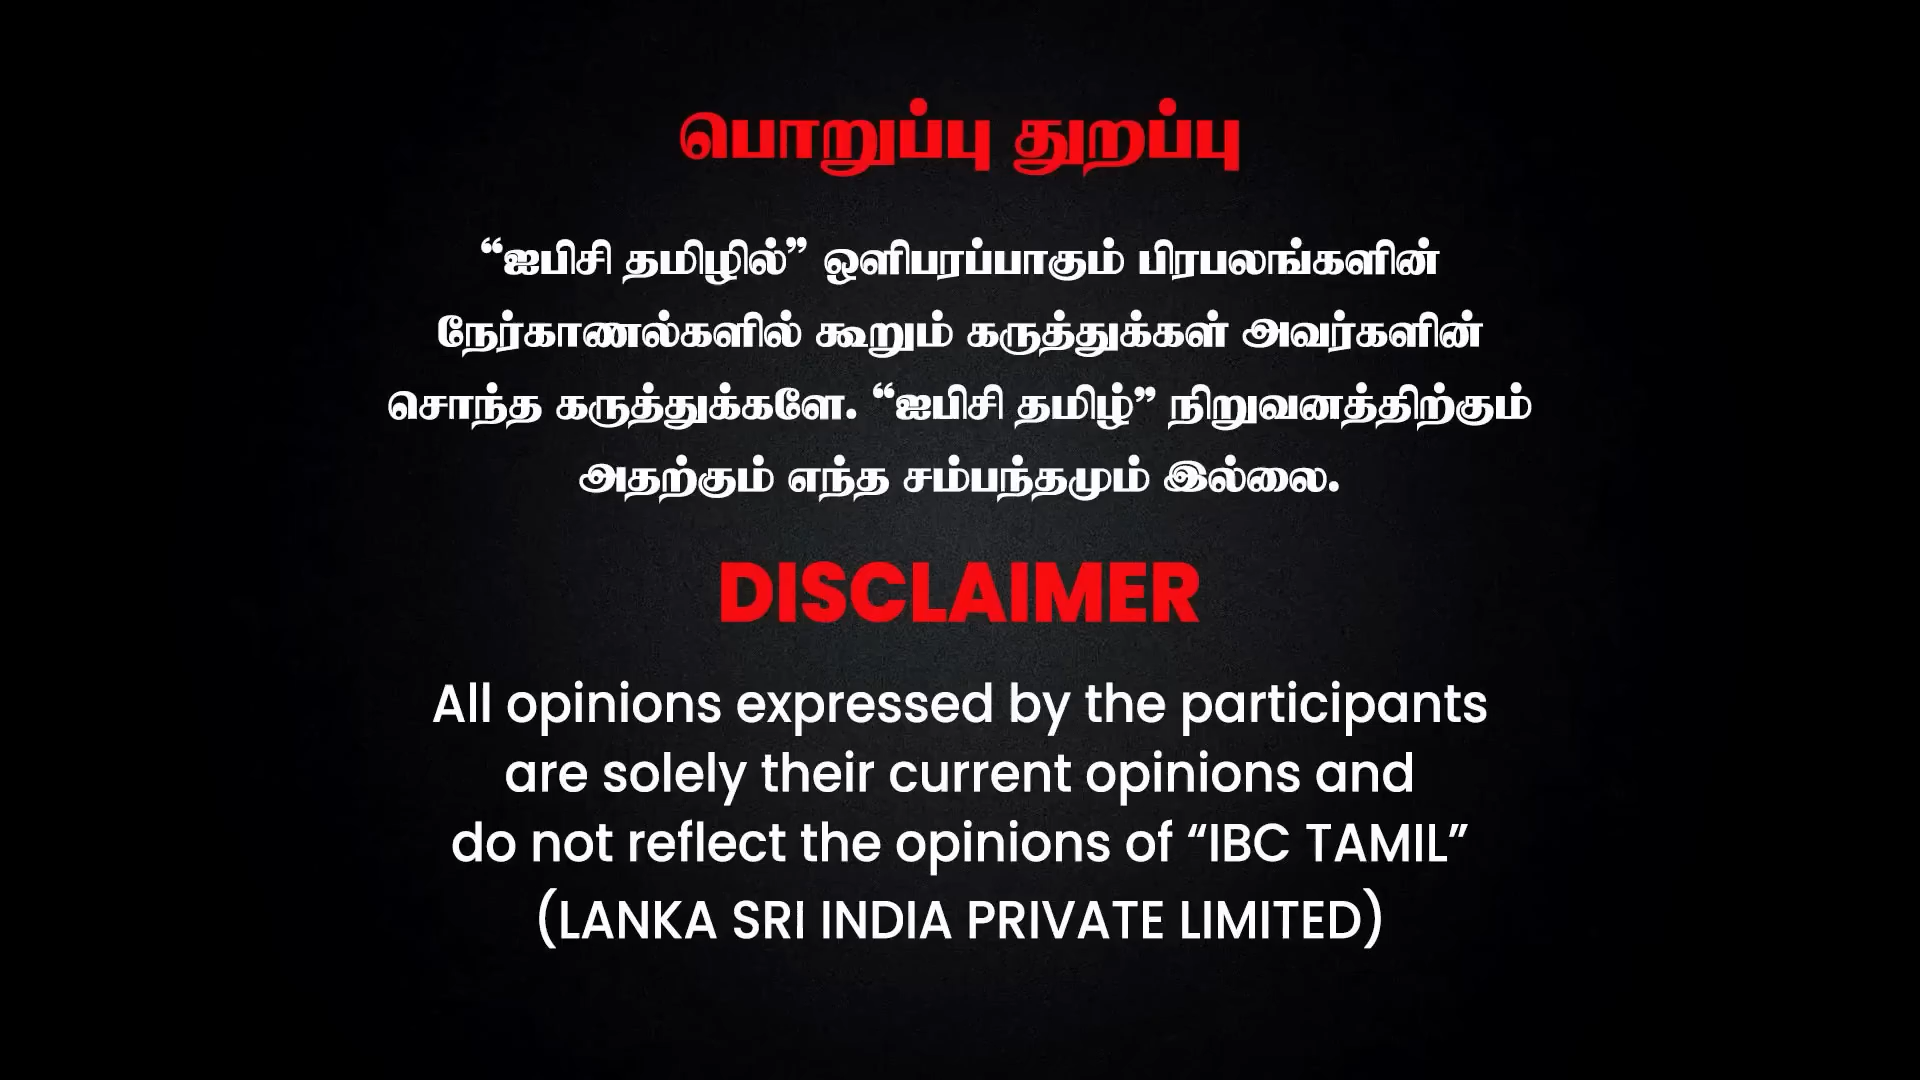 பொறுப்பு துறப்பு
“ஐபிசி தமிழில்” ஒளிபரப்பாகும் பிரபலங்களின்
நேர்காணல்களில் கூறும் கருத்துக்கள் அவர்களின்
சொந்த கருத்துக்களே. “ஐபிசி தமிழ்” நிறுவனத்திற்கும்
அதற்கும் எந்த சம்பந்தமும் இல்லை.
DISCLAIMER
All opinions expressed by the participants
are solely their current opinions and
do not reflect the opinions of “IBC TAMIL”
(LANKA SRI INDIA PRIVATE LIMITED)